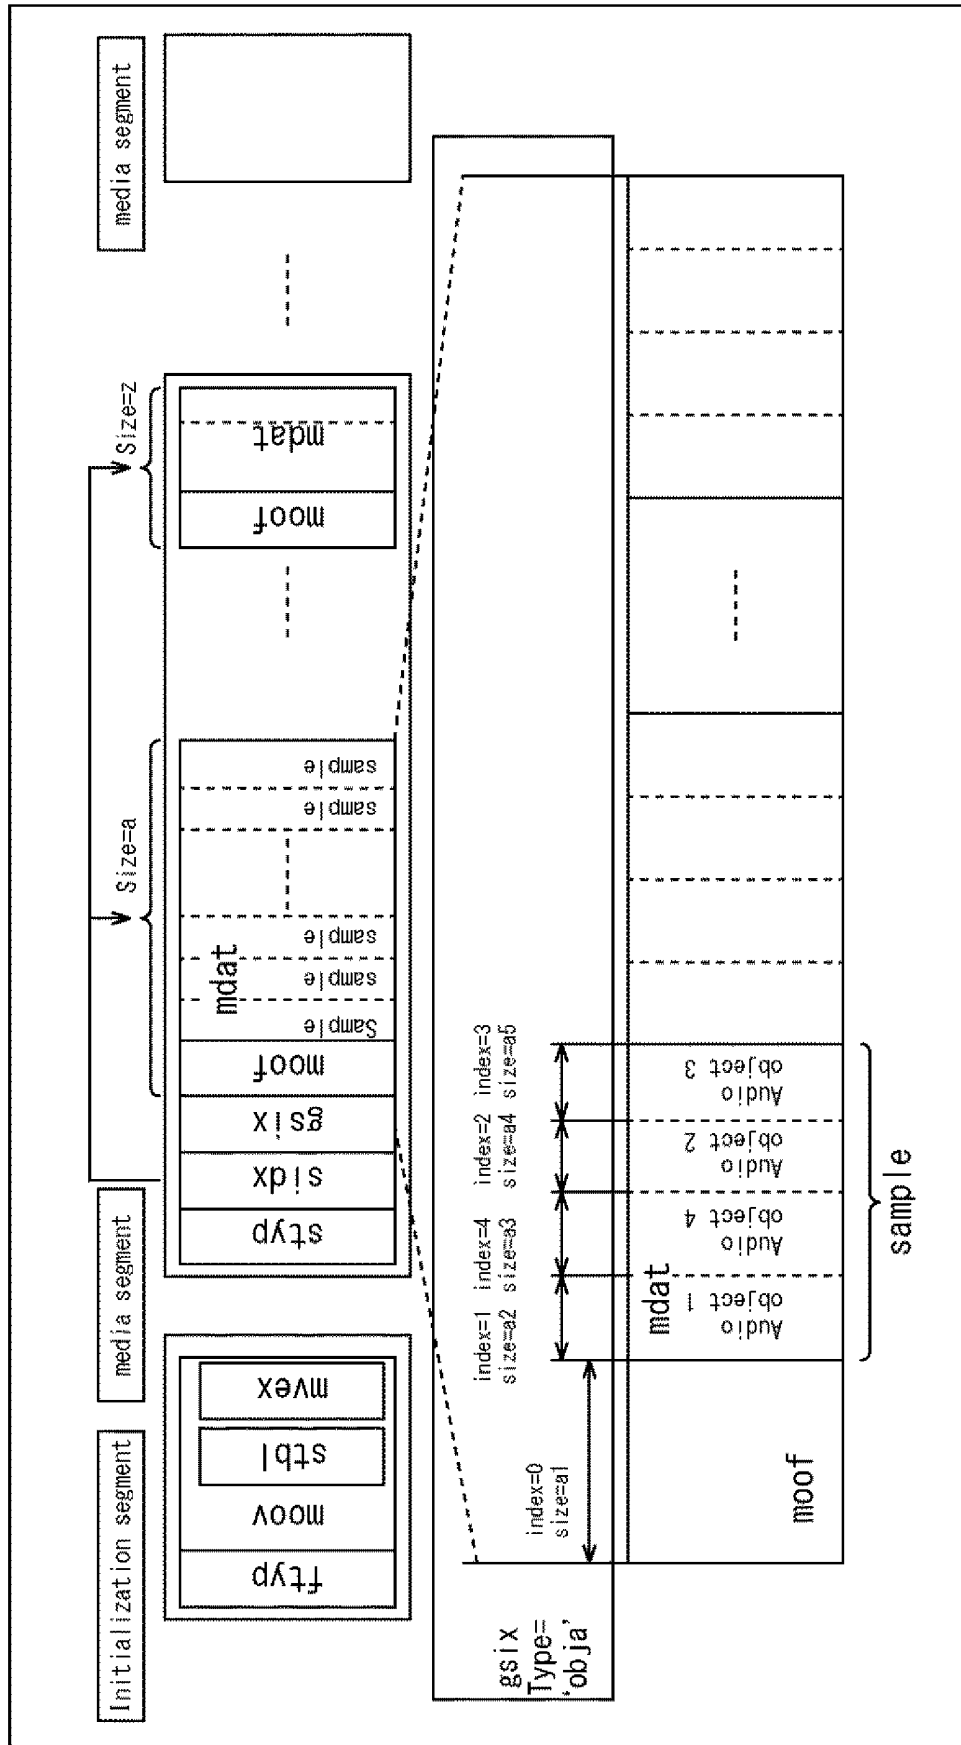 Initialization segment
media segment
media segment
Size=a
Size=z
ftyp
moov
stbl
mvex
styp
sidx
gsix
moof
mdat
Sample
sample
sample
sample
sample
moof
mdat
gsix
Type=
'obja'
index=0
size=a1
index=1
size=a2
index=4
size=a3
index=2
size=a4
index=3
size=a5
moof
mdat
Audio
object 1
Audio
object 4
Audio
object 2
Audio
object 3
sample